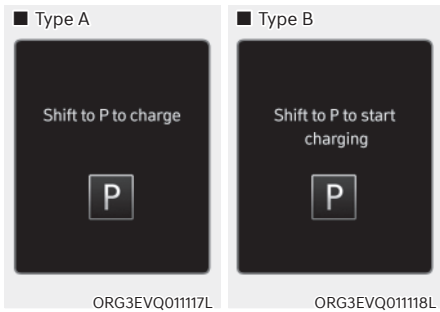 ■ Type A
Shift to P to charge
P
ORG3EVQ011117L
■ Type B
Shift to P to start
charging
P
ORG3EVQ011118L